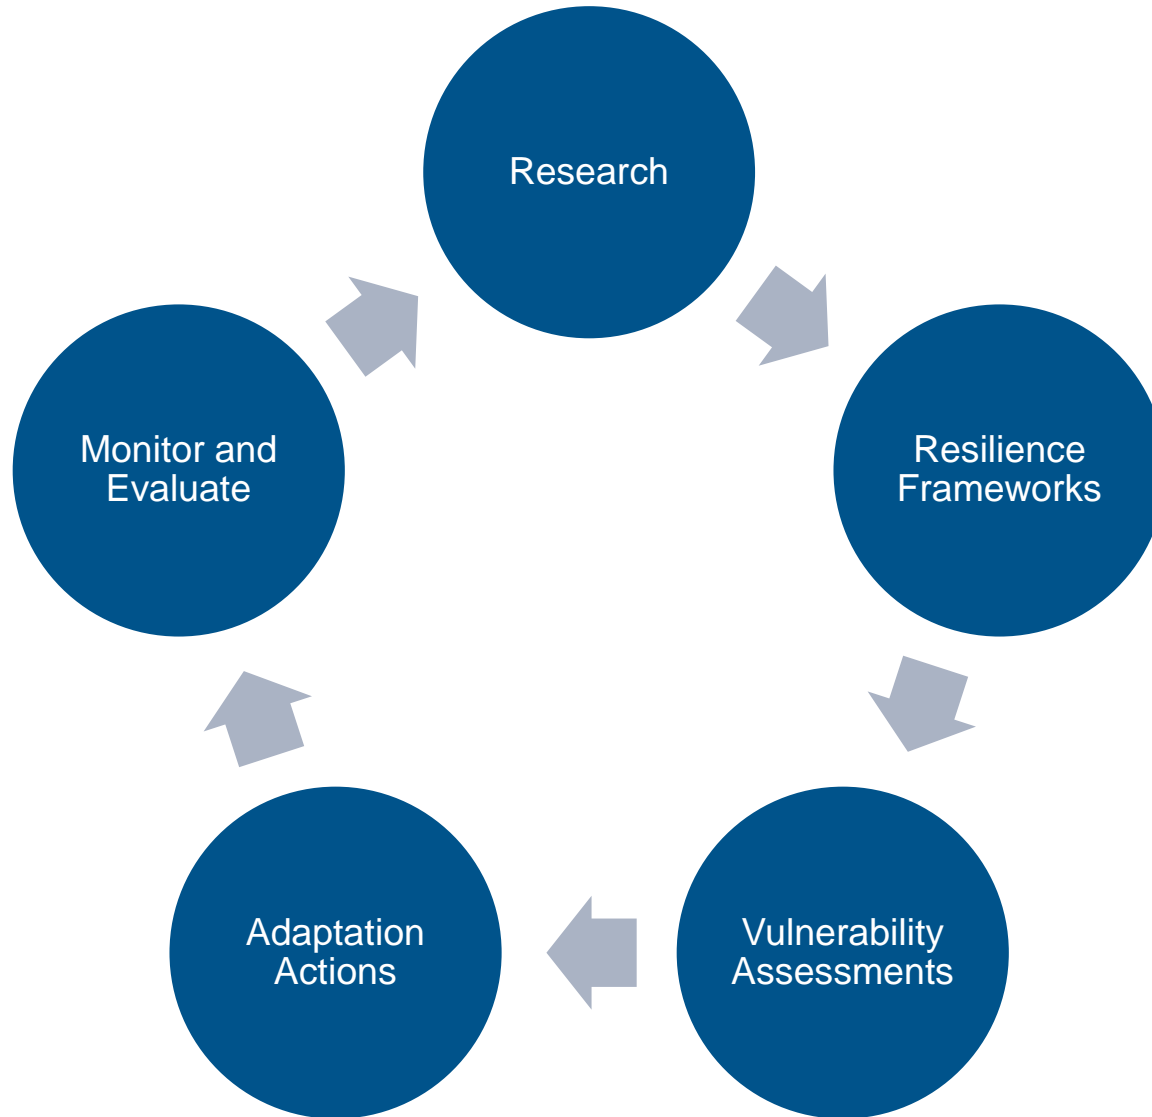 Research
Resilience
Frameworks
Vulnerability
Assessments
Adaptation
Actions
Monitor and
Evaluate